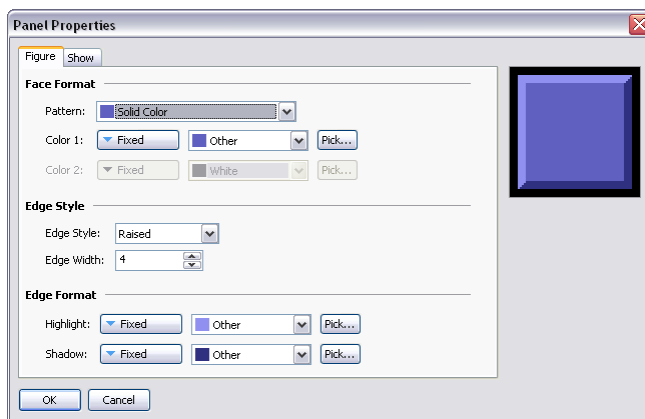 Panel Properties
Figure Show
Face Format
Pattern: Solid Color
Color 1: Fixed Other Pick...
Color 2: Fixed White Pick...
Edge Style
Edge Style: Raised
Edge Width: 4
Edge Format
Highlight: Fixed Other Pick...
Shadow: Fixed Other Pick...
OK Cancel